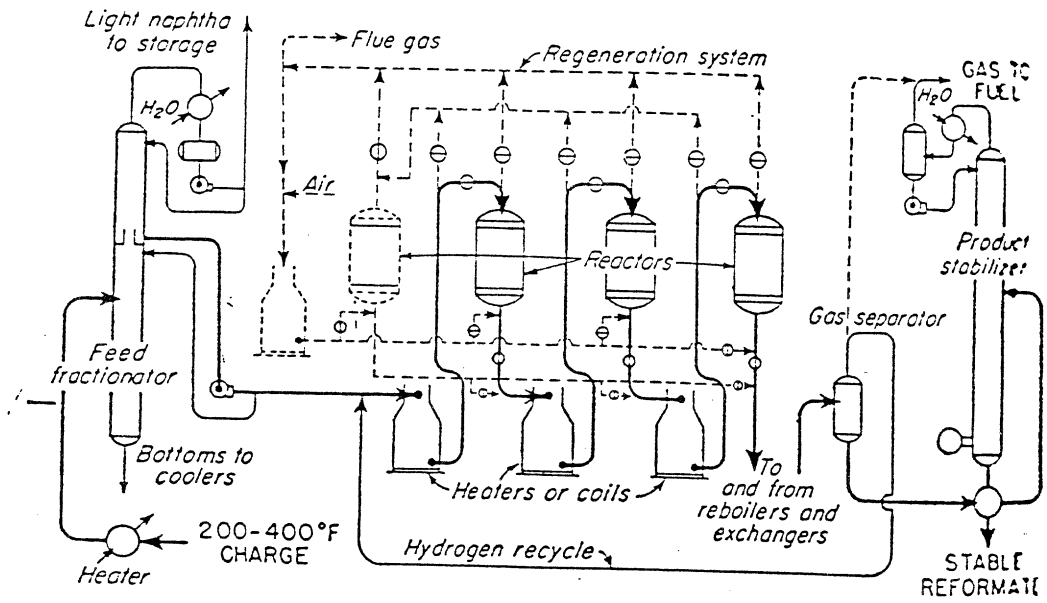 Light naphtha
to storage
Flue gas
Regeneration system
GAS TO
FUEL
H₂O
H₂O
Air
Reactors
Product
stabilizer
Gas separator
Feed
fractionator
Bottoms to
coolers
Heaters or coils
To
and from
reboilers and
exchangers
200-400°F
CHARGE
Heater
Hydrogen recycle
STABLE
REFORMATE